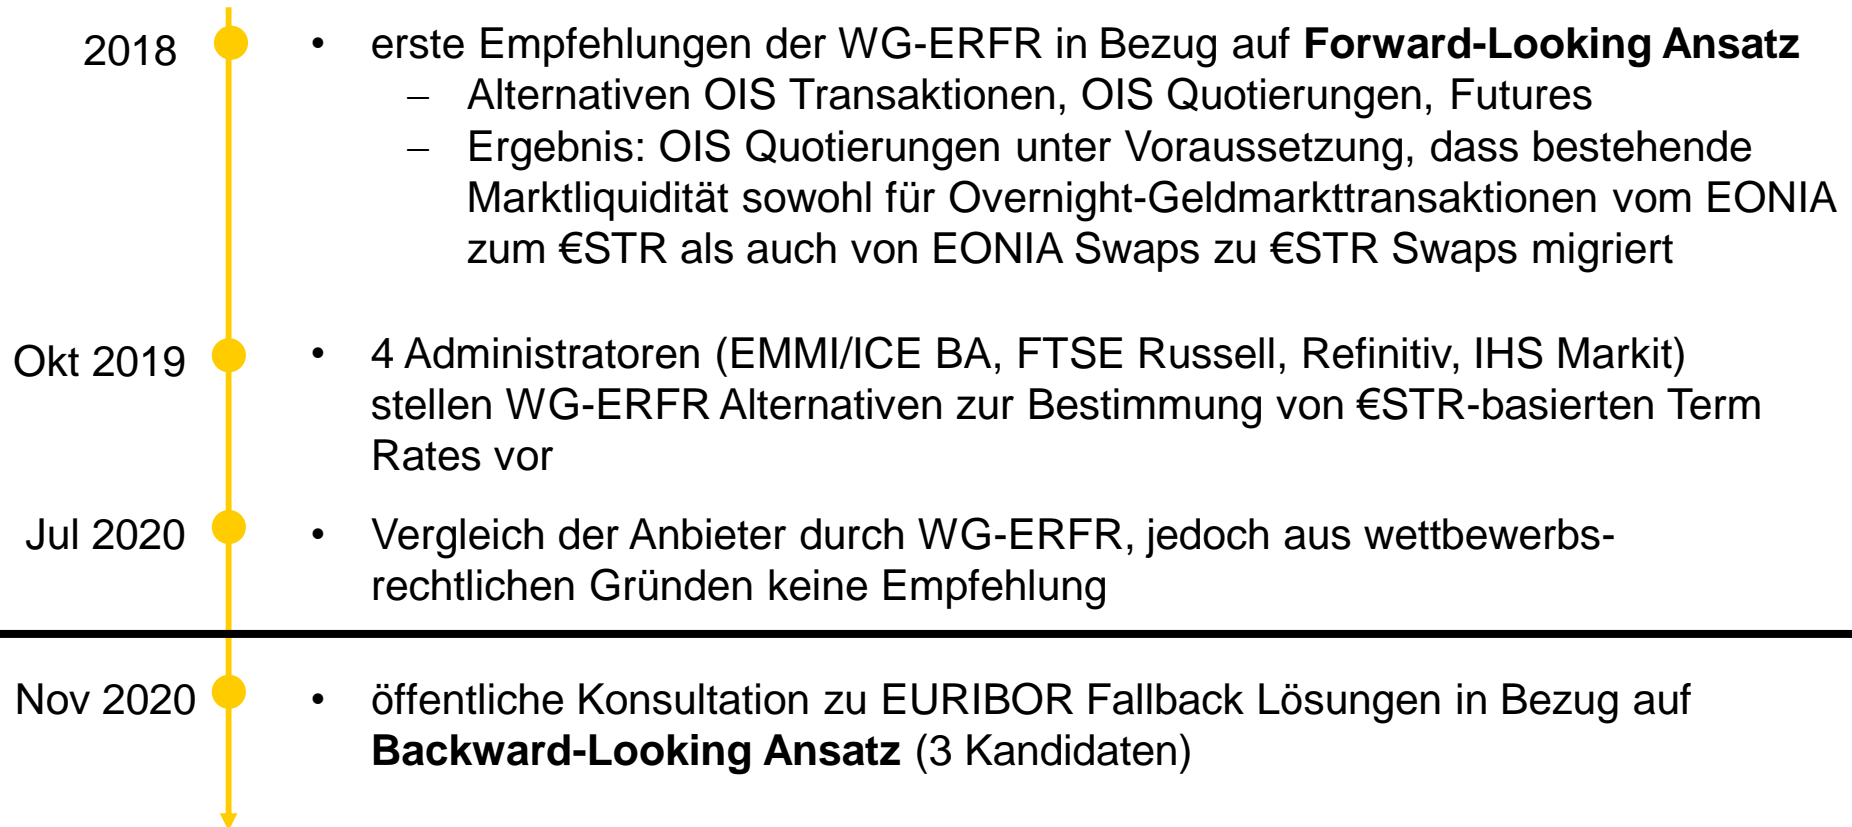 2018
• erste Empfehlungen der WG-ERFR in Bezug auf Forward-Looking Ansatz
– Alternativen OIS Transaktionen, OIS Quotierungen, Futures
– Ergebnis: OIS Quotierungen unter Voraussetzung, dass bestehende
Marktliquidität sowohl für Overnight-Geldmarkttransaktionen vom EONIA
zum €STR als auch von EONIA Swaps zu €STR Swaps migriert
Okt 2019
• 4 Administratoren (EMMI/ICE BA, FTSE Russell, Refinitiv, IHS Markit)
stellen WG-ERFR Alternativen zur Bestimmung von €STR-basierten Term
Rates vor
Jul 2020
• Vergleich der Anbieter durch WG-ERFR, jedoch aus wettbewerbs-
rechtlichen Gründen keine Empfehlung
Nov 2020
• öffentliche Konsultation zu EURIBOR Fallback Lösungen in Bezug auf
Backward-Looking Ansatz (3 Kandidaten)